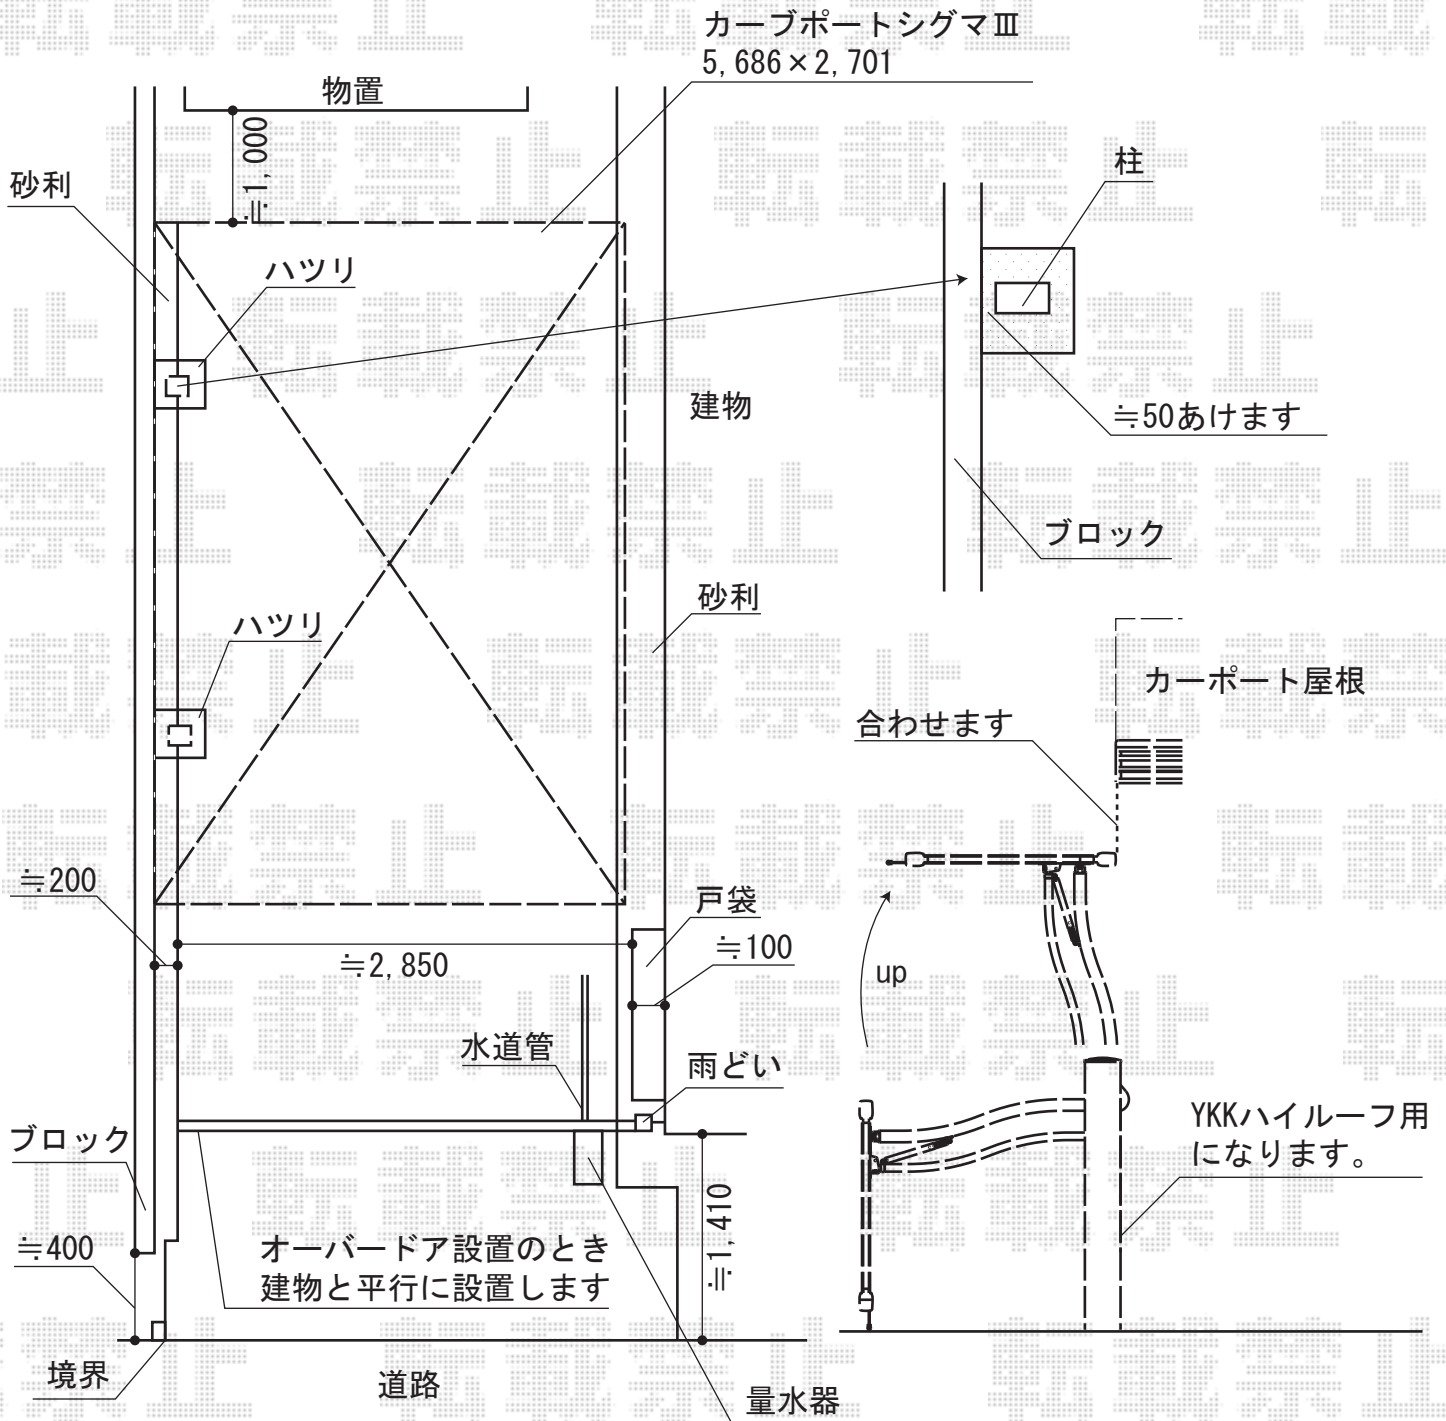 カーブポートシグマⅢ
5,686×2,701
物置
≒1,000
砂利
柱
ハツリ
建物
≒50あけます
ブロック
砂利
ハツリ
カーポート屋根
合わせます
≒200
戸袋
≒2,850
≒100
up
水道管
雨どい
ブロック
YKKハイルーフ用
になります。
≒1,410
≒400
オーバードア設置のとき
建物と平行に設置します
境界
道路
量水器
転載禁止